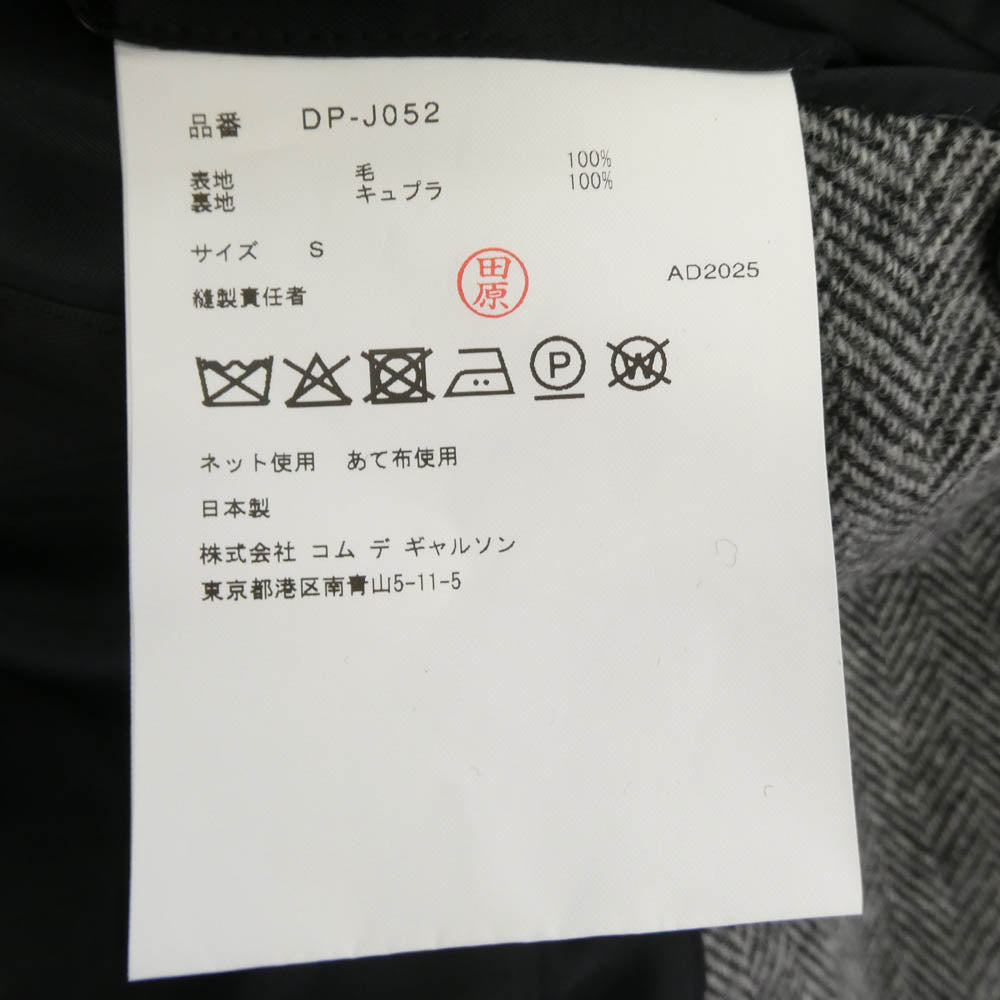 品番 DP-J052
表地 毛 100%
裏地 キュプラ 100%
サイズ S
田原
AD2025
縫製責任者
P
W
ネット使用 あて布使用
日本製
株式会社 コム デ ギャルソン
東京都港区南青山5-11-5